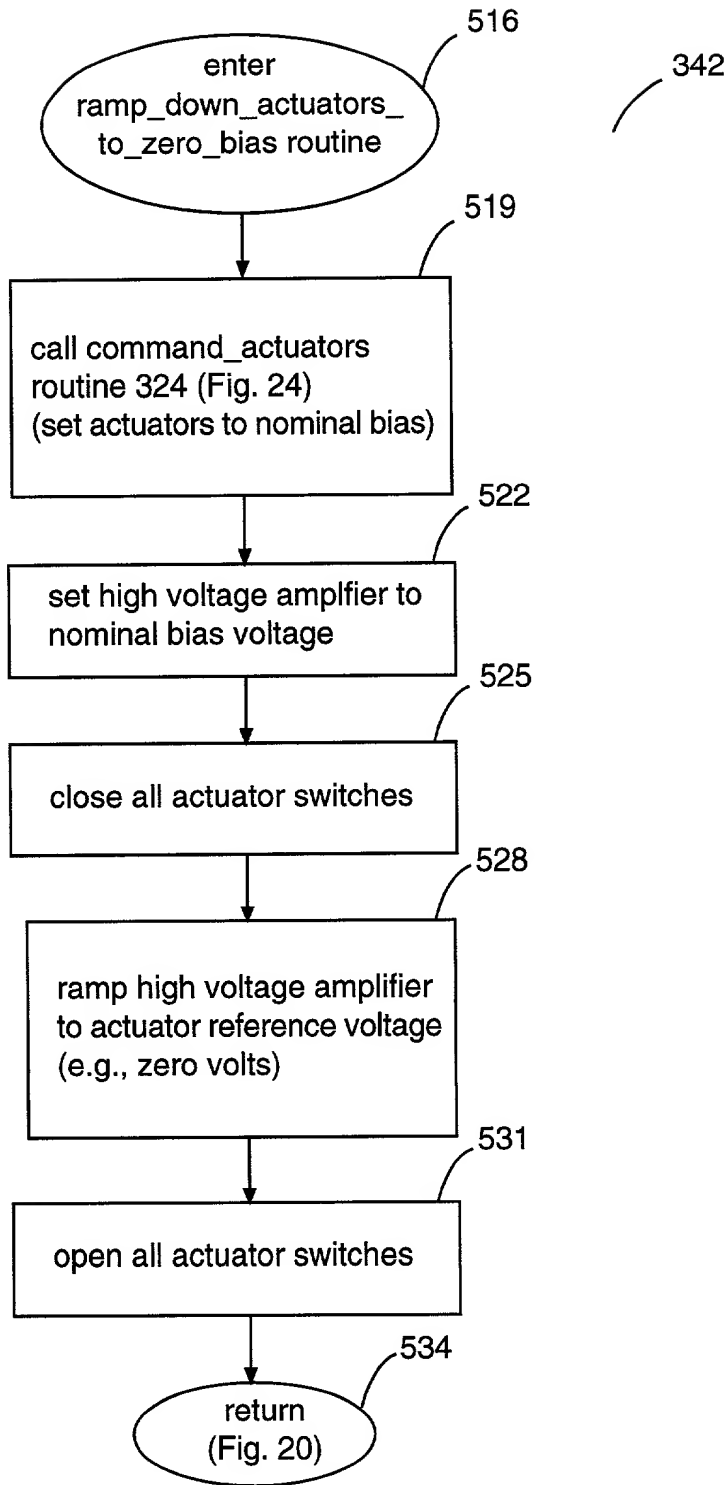 516
342
enter
ramp_down_actuators_
to_zero_bias routine
519
call command_actuators
routine 324 (Fig. 24)
(set actuators to nominal bias)
522
set high voltage amplfier to
nominal bias voltage
525
close all actuator switches
528
ramp high voltage amplifier
to actuator reference voltage
(e.g., zero volts)
531
open all actuator switches
534
return
(Fig. 20)